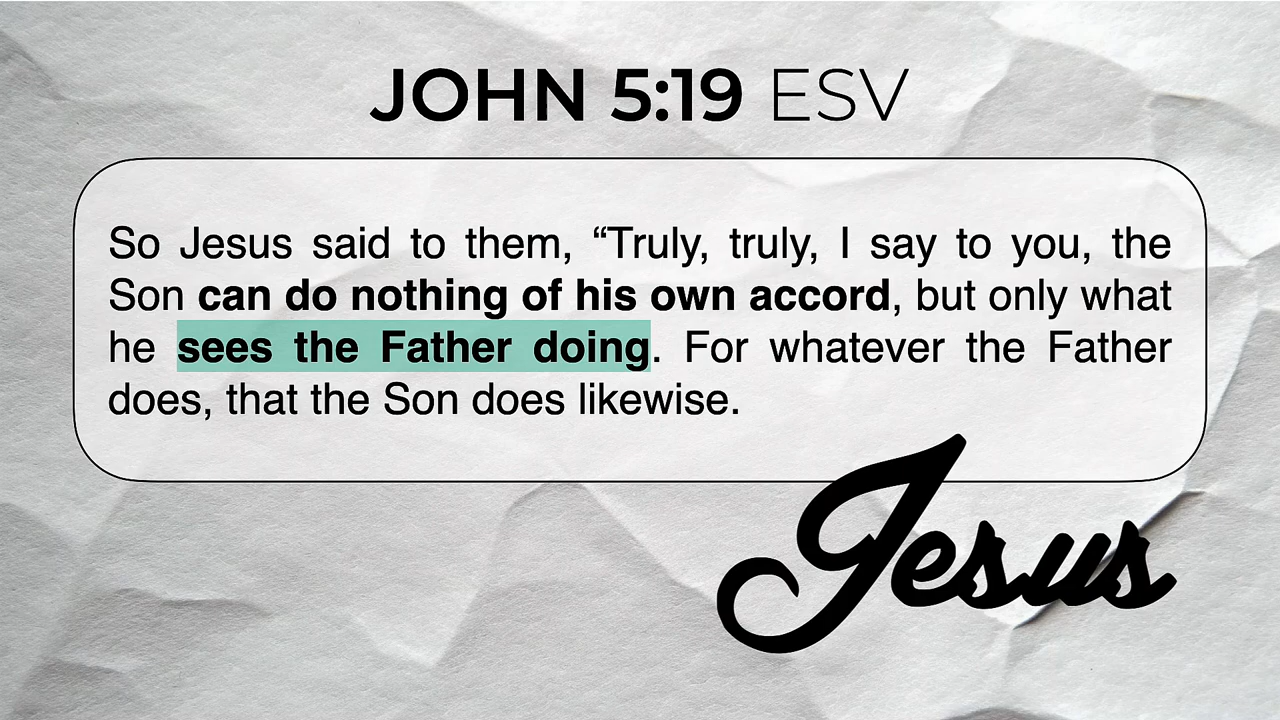 JOHN 5:19 ESV
So Jesus said to them, “Truly, truly, I say to you, the
Son can do nothing of his own accord, but only what
he sees the Father doing. For whatever the Father
does, that the Son does likewise.
Jesus